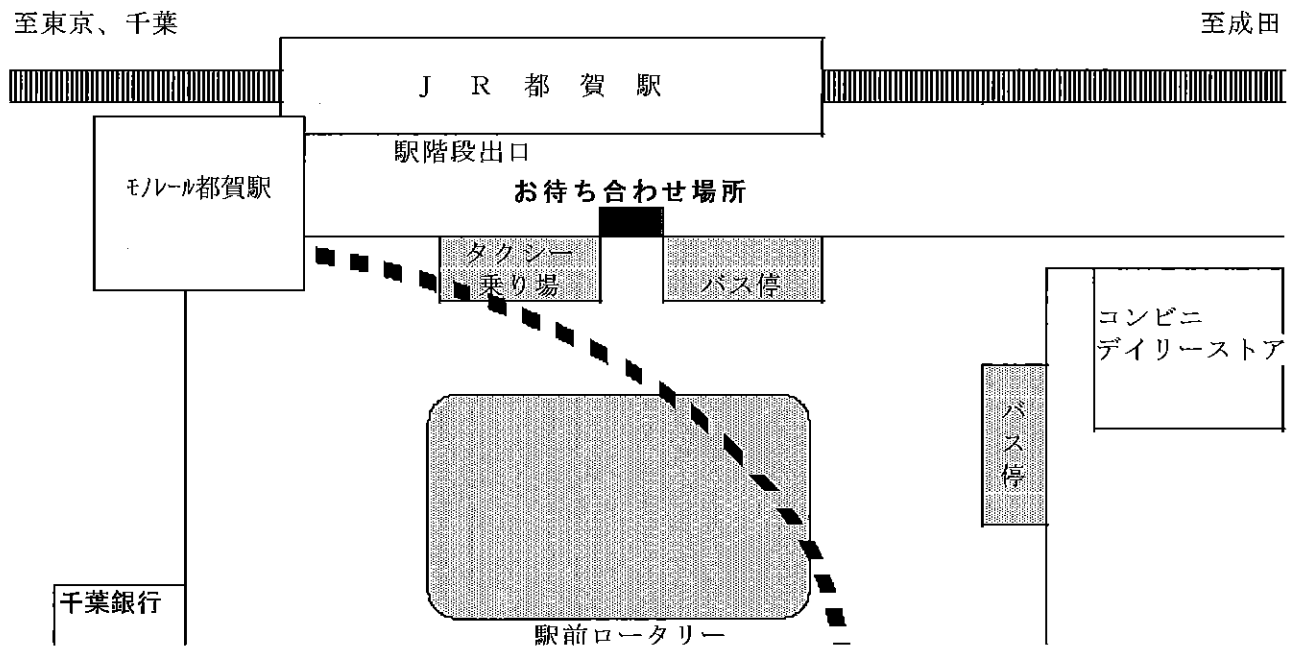 至東京、千葉
至成田
ＪＲ都賀駅
駅階段出口
ﾓﾉﾚｰﾙ都賀駅
お待ち合わせ場所
タクシー
乗り場
バス停
コンビニ
デイリーストア
バス停
千葉銀行
駅前ロータリー